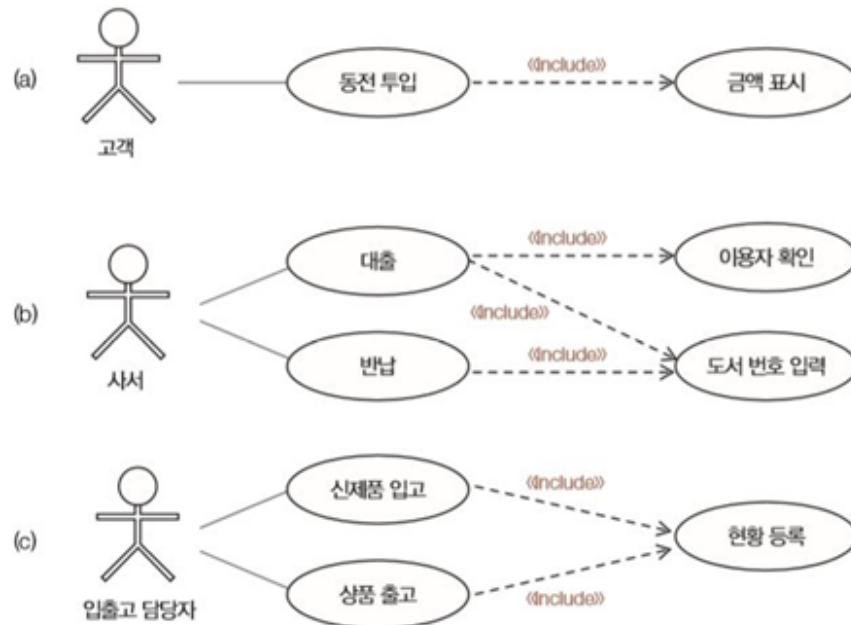 (a)
고객
동전 투입
《include》
금액 표시
(b)
사서
대출
《include》
이용자 확인
《include》
반납
《include》
도서 번호 입력
(c)
입출고 담당자
신제품 입고
《include》
현황 등록
상품 출고
《include》